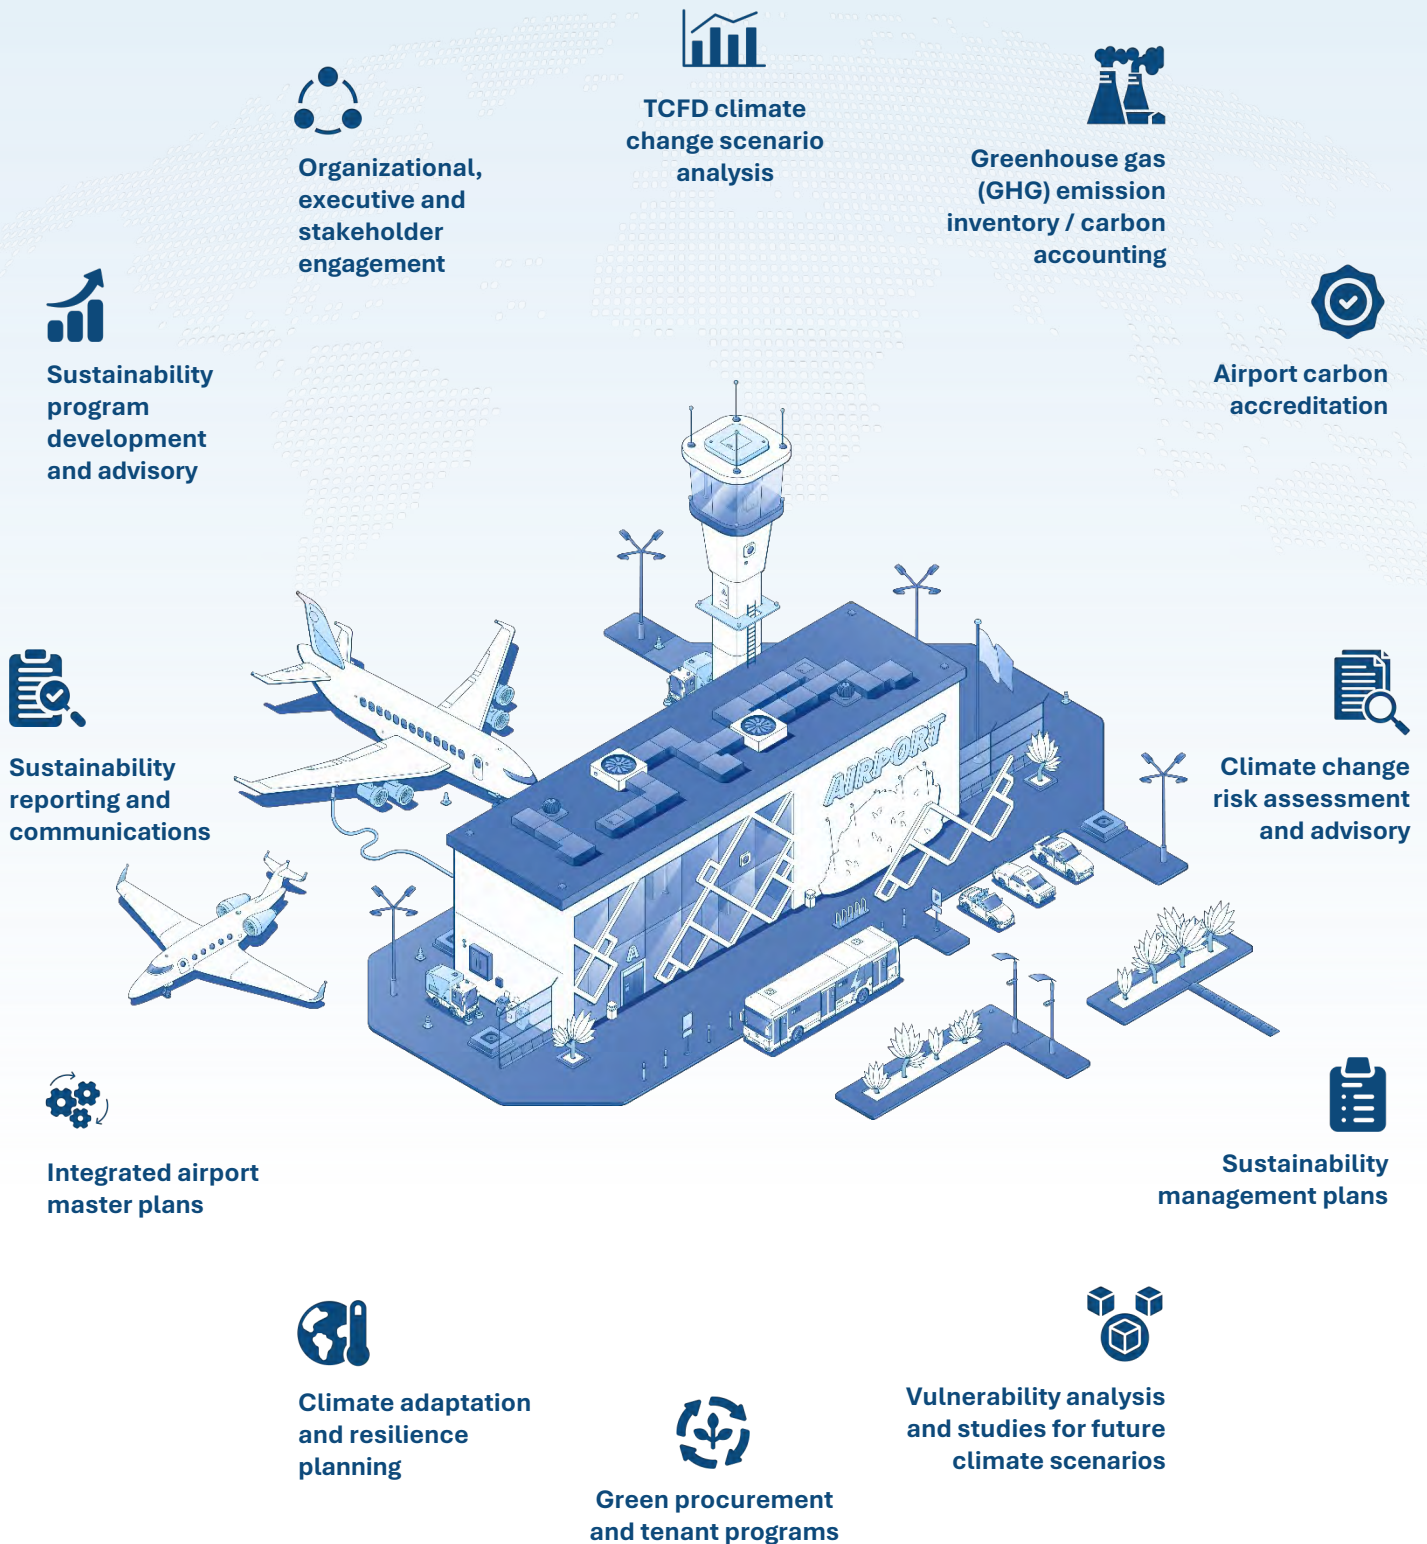 TCFD climate
change scenario
analysis
Organizational,
executive and
stakeholder
engagement
Greenhouse gas
(GHG) emission
inventory / carbon
accounting
Sustainability
program
development
and advisory
Airport carbon
accreditation
Sustainability
reporting and
communications
AIRPORT
A
Climate change
risk assessment
and advisory
Integrated airport
master plans
Sustainability
management plans
Climate adaptation
and resilience
planning
Vulnerability analysis
and studies for future
climate scenarios
Green procurement
and tenant programs